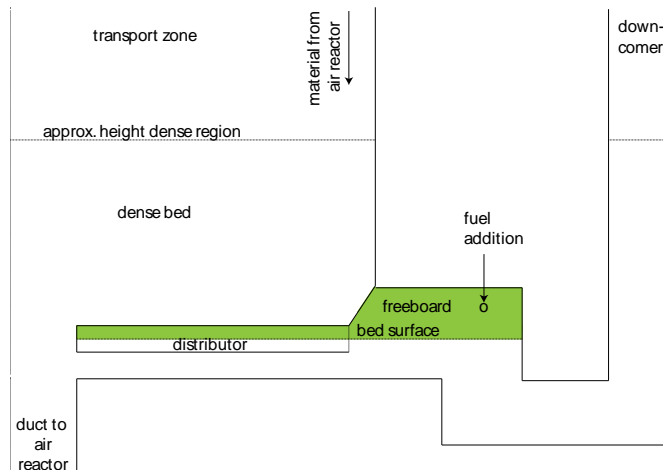 transport zone
material from
air reactor
down-
comer
approx. height dense region
dense bed
fuel
addition
freeboard
o
bed surface
distributor
duct to
air
reactor